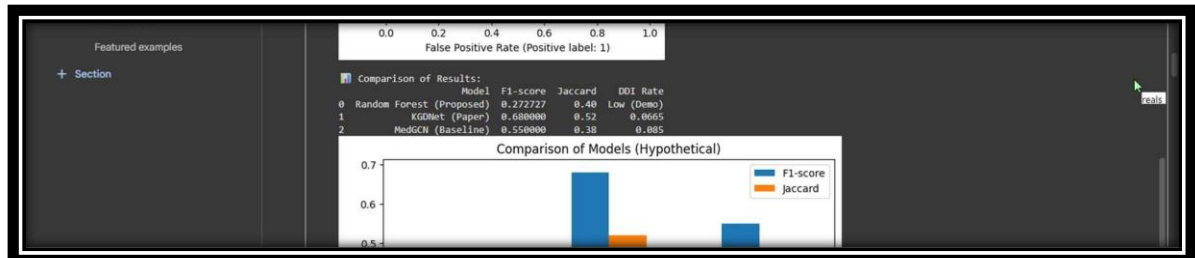 0.0 0.2 0.4 0.6 0.8 1.0
False Positive Rate (Positive label: 1)
Featured examples
+ Section
Comparison of Results:
Model F1-score Jaccard DDI Rate
0 Random Forest (Proposed) 0.272727 0.40 Low (Demo)
1 KGDNet (Paper) 0.680000 0.52 0.0665
2 MedGCN (Baseline) 0.550000 0.38 0.085
reals
Comparison of Models (Hypothetical)
0.7
F1-score
Jaccard
0.6
0.5